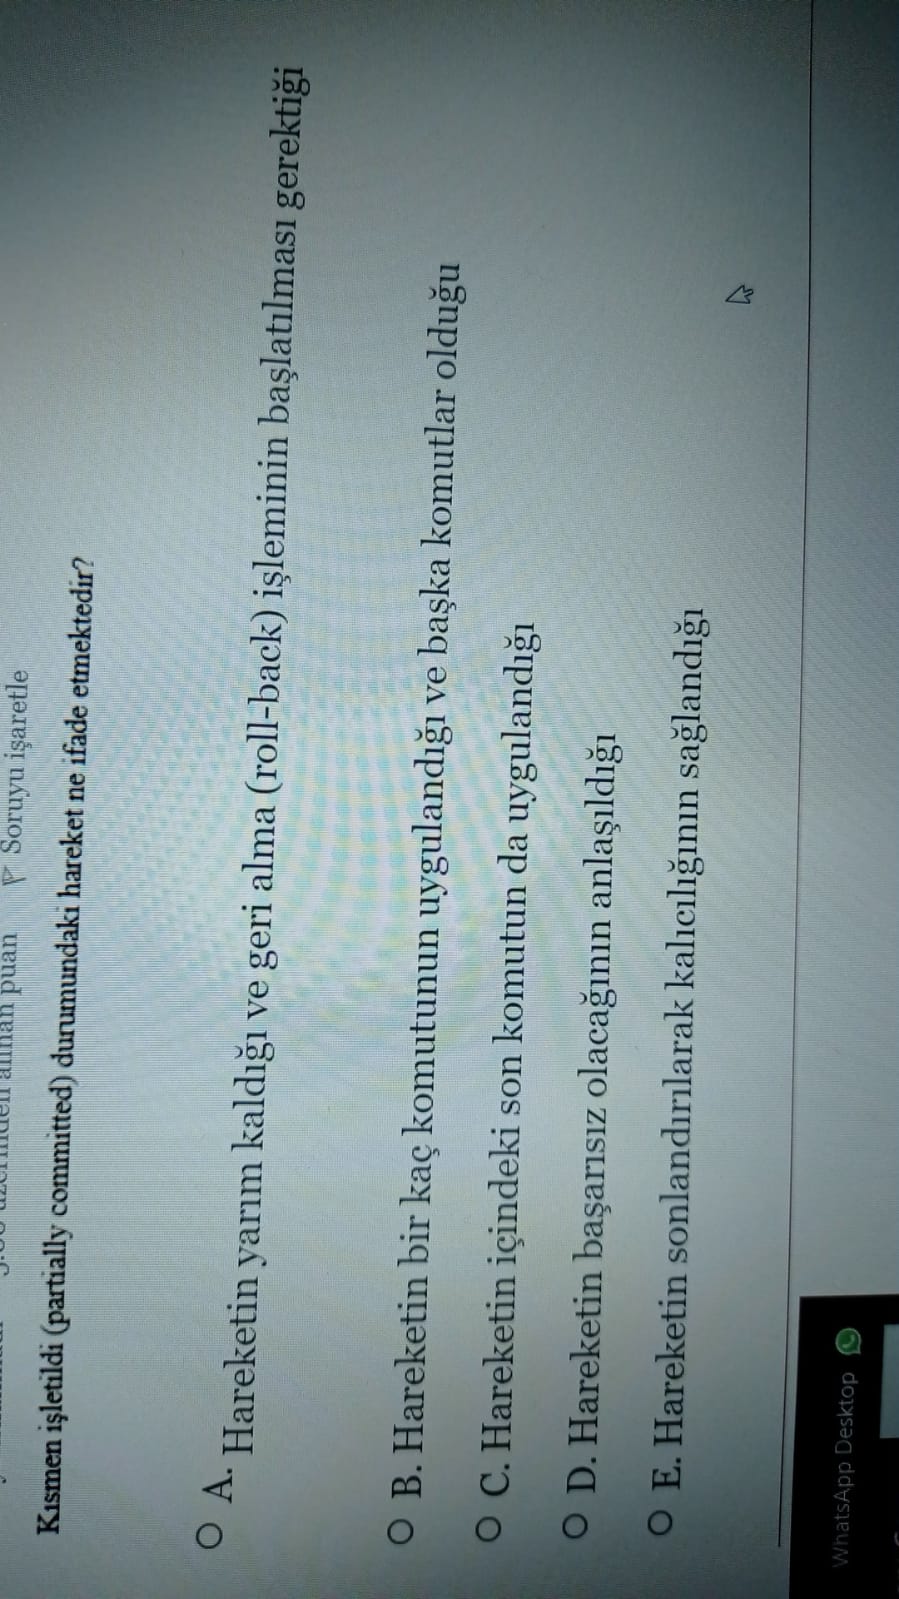 üzerinden alınan puan Soruyu işaretle
Kısmen işletildi (partially committed) durumundaki hareket ne ifade etmektedir?
A. Hareketin yarım kaldığı ve geri alma (roll-back) işleminin başlatılması gerektiği
B. Hareketin bir kaç komutunun uygulandığı ve başka komutlar olduğu
C. Hareketin içindeki son komutun da uygulandığı
D. Hareketin başarısız olacağının anlaşıldığı
E. Hareketin sonlandırılarak kalıcılığının sağlandığı
WhatsApp Desktop